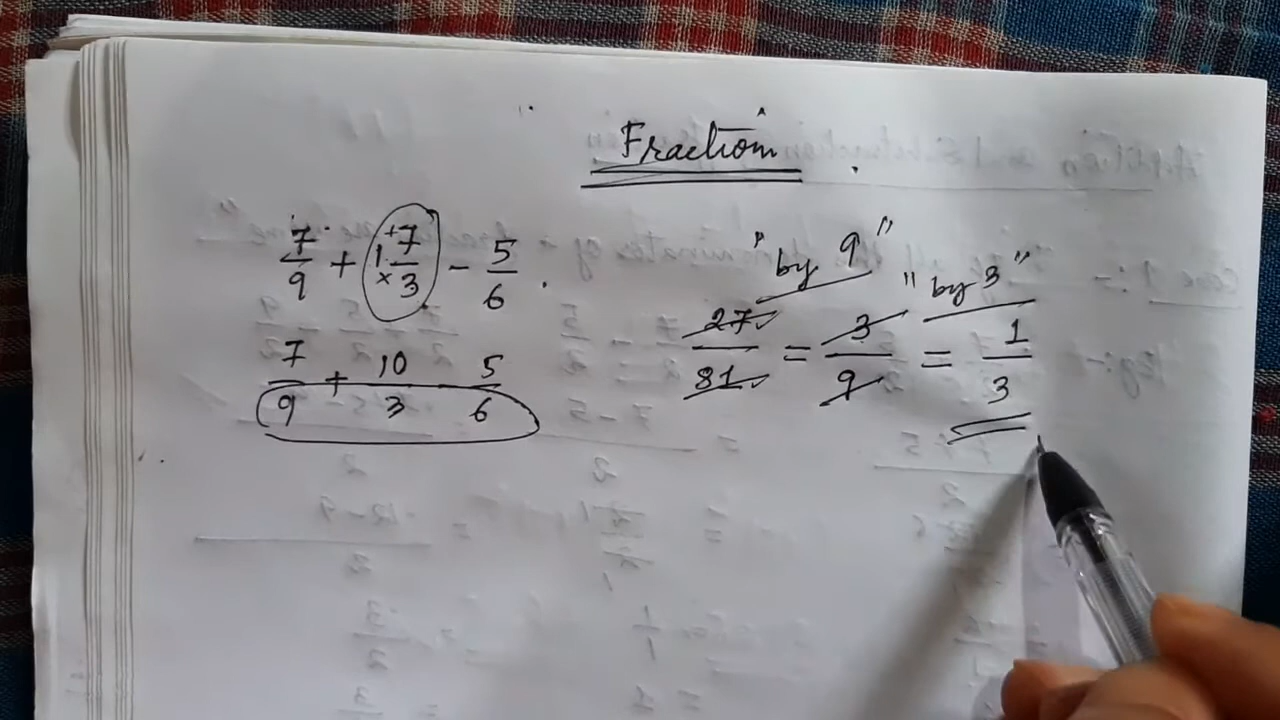 Fraction
7/9 + 1 7/3 - 5/6 .
7/9 + 10/3 - 5/6
"by 9" "by 3"
27/81 = 3/9 = 1/3